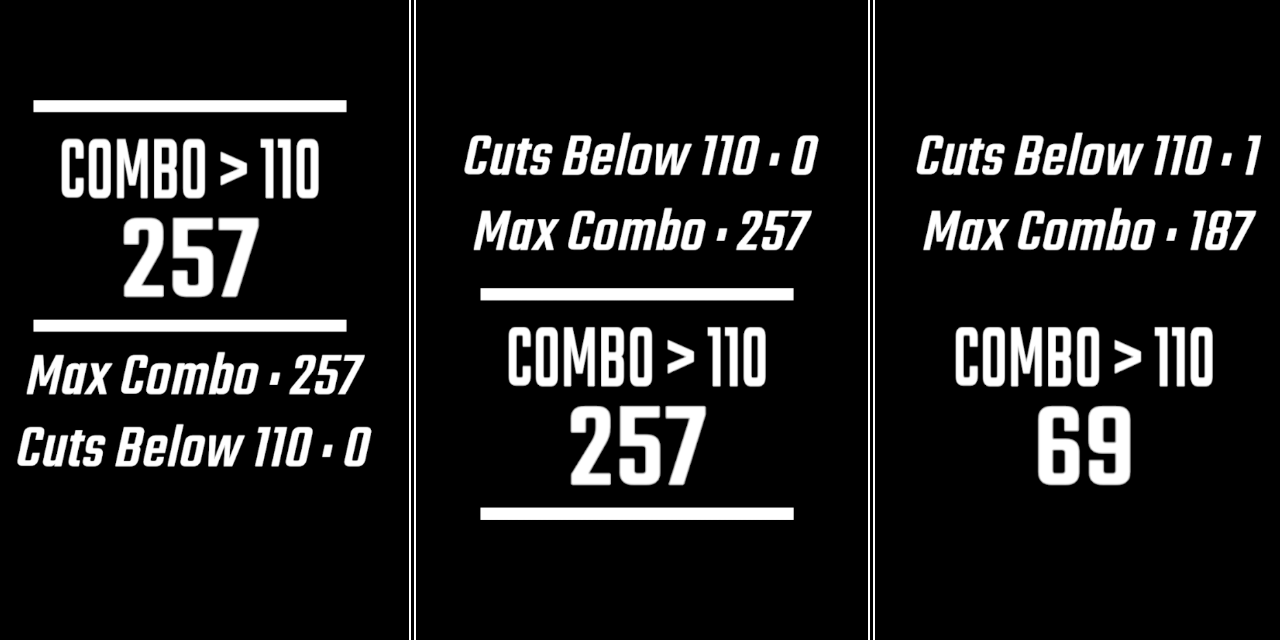 COMBO > 110
257
Max Combo · 257
Cuts Below 110 · 0
Cuts Below 110 · 0
Max Combo · 257
COMBO > 110
257
Cuts Below 110 · 1
Max Combo · 187
COMBO > 110
69